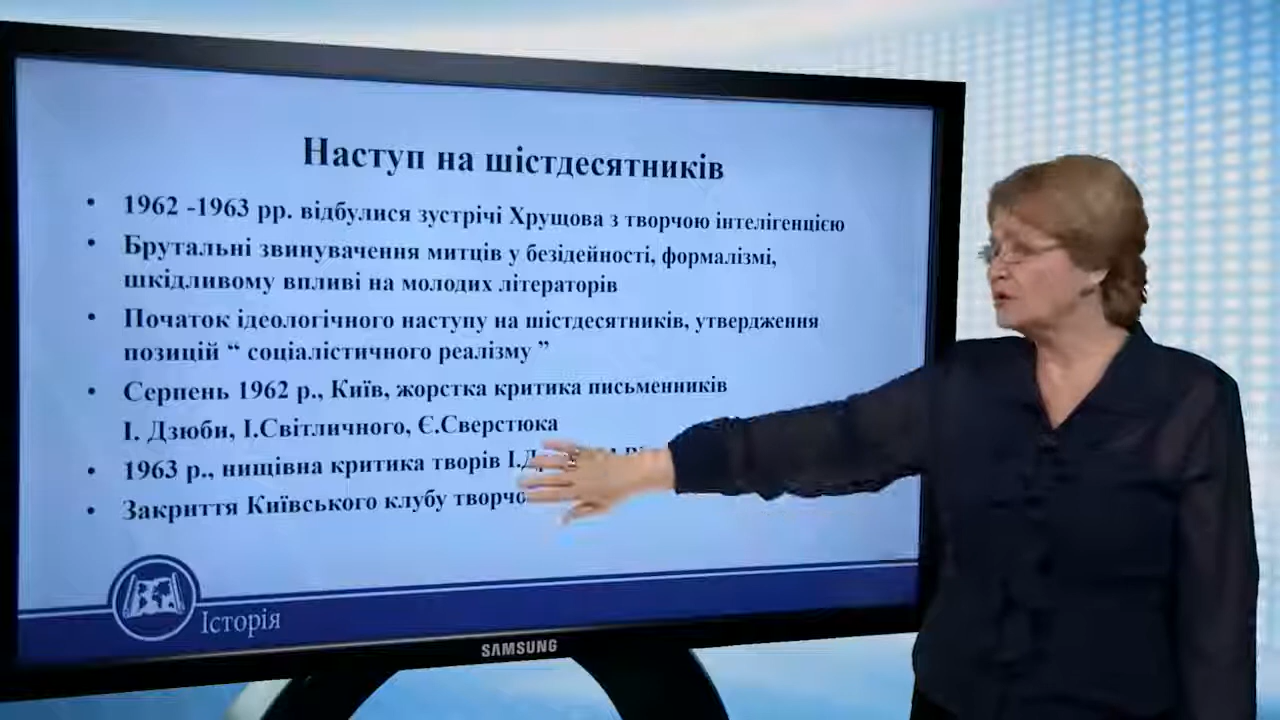 Наступ на шістдесятників
• 1962 -1963 рр. відбулися зустрічі Хрущова з творчою інтелігенцією
• Брутальні звинувачення митців у безідейності, формалізмі,
шкідливому впливі на молодих літераторів
• Початок ідеологічного наступу на шістдесятників, утвердження
позицій “ соціалістичного реалізму ”
• Серпень 1962 р., Київ, жорстка критика письменників
І. Дзюби, І.Світличного, Є.Сверстюка
• 1963 р., нищівна критика творів
• Закриття Київського клубу
Історія
SAMSUNG